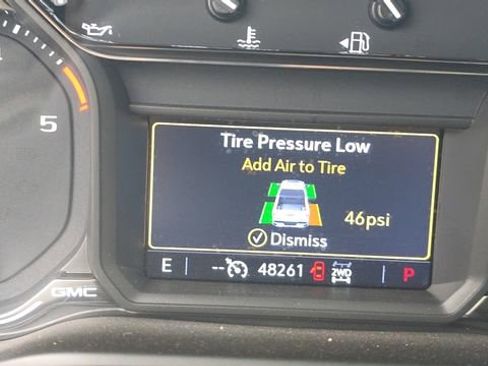 5
Tire Pressure Low
Add Air to Tire
46psi
Dismiss
E -- 48261 2WD P
GMC